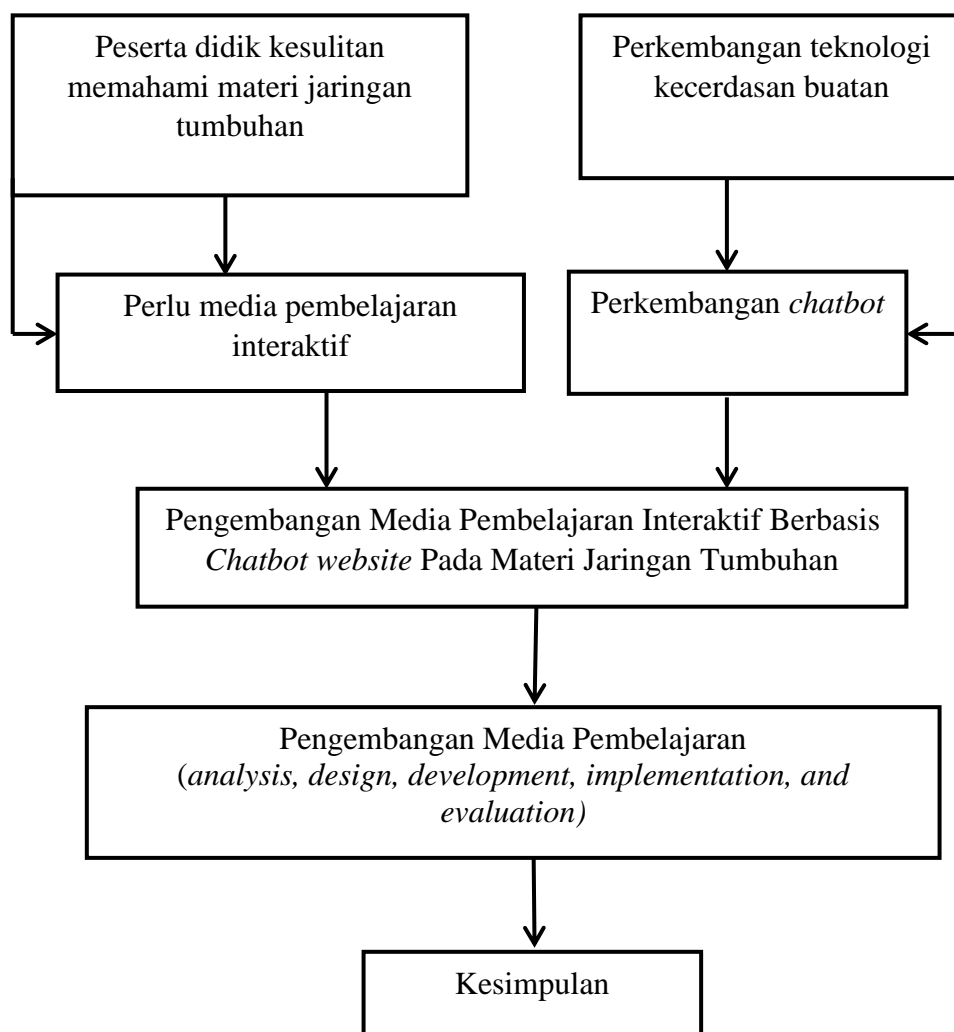 Peserta didik kesulitan
memahami materi jaringan
tumbuhan
Perkembangan teknologi
kecerdasan buatan
Perlu media pembelajaran
interaktif
Perkembangan chatbot
Pengembangan Media Pembelajaran Interaktif Berbasis
Chatbot website Pada Materi Jaringan Tumbuhan
Pengembangan Media Pembelajaran
(analysis, design, development, implementation, and
evaluation)
Kesimpulan